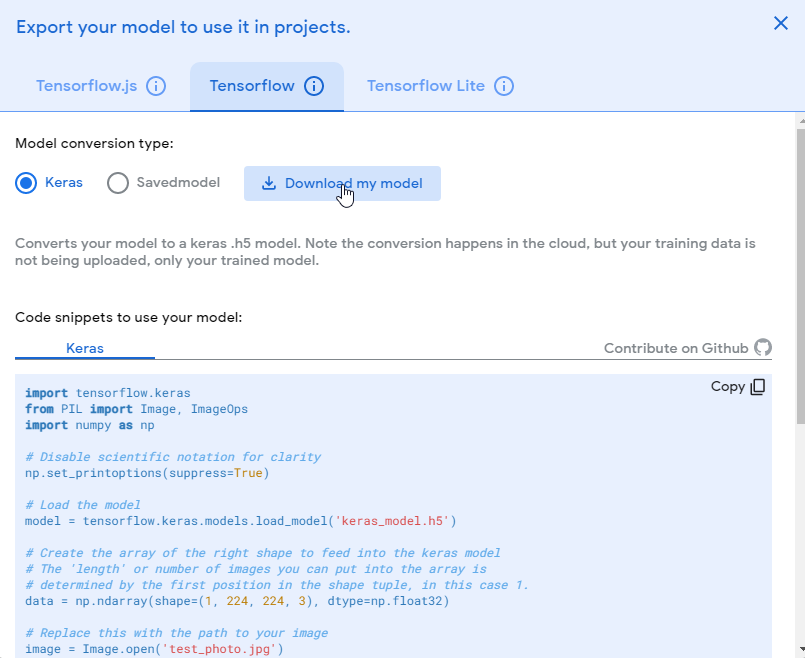 Export your model to use it in projects.
Tensorflow.js
Tensorflow
Tensorflow Lite
Model conversion type:
Keras
Savedmodel
Download my model
Converts your model to a keras .h5 model. Note the conversion happens in the cloud, but your training data is
not being uploaded, only your trained model.
Code snippets to use your model:
Keras
Contribute on Github
Copy
import tensorflow.keras
from PIL import Image, ImageOps
import numpy as np
# Disable scientific notation for clarity
np.set_printoptions(suppress=True)
# Load the model
model = tensorflow.keras.models.load_model('keras_model.h5')
# Create the array of the right shape to feed into the keras model
# The 'length' or number of images you can put into the array is
# determined by the first position in the shape tuple, in this case 1.
data = np.ndarray(shape=(1, 224, 224, 3), dtype=np.float32)
# Replace this with the path to your image
image = Image.open('test_photo.jpg')